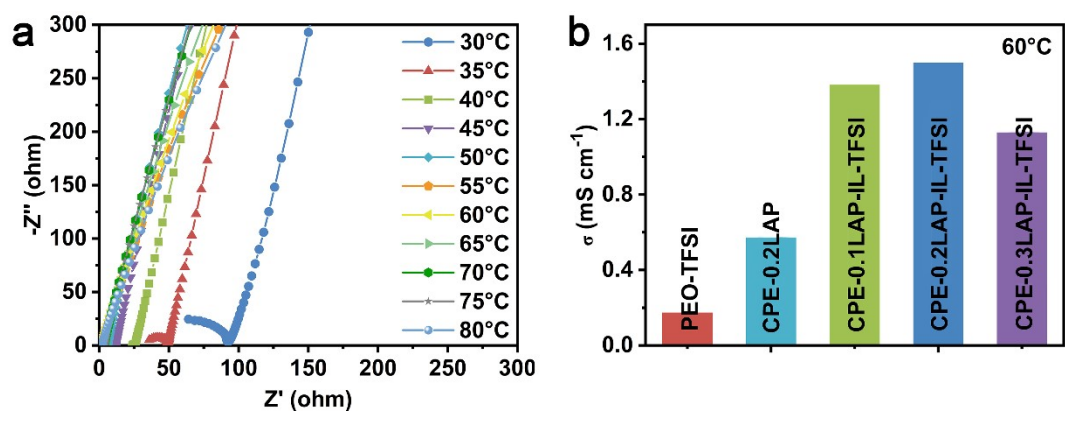 a
300
250
200
150
100
50
0
-Z" (ohm)
0 50 100 150 200 250 300
Z' (ohm)
30°C
35°C
40°C
45°C
50°C
55°C
60°C
65°C
70°C
75°C
80°C
b
60°C
1.6
1.2
0.8
0.4
0.0
σ (mS cm⁻¹)
PEO-TFSI
CPE-0.2LAP
CPE-0.1LAP-IL-TFSI
CPE-0.2LAP-IL-TFSI
CPE-0.3LAP-IL-TFSI